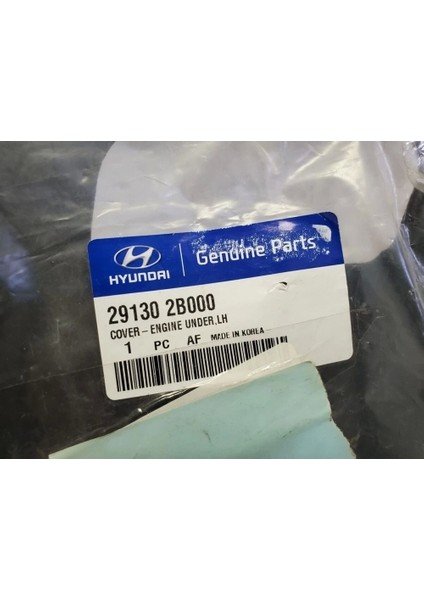 HYUNDAI
Genuine Parts
29130 2B000
COVER-ENGINE UNDER,LH
1 PC AF MADE IN KOREA